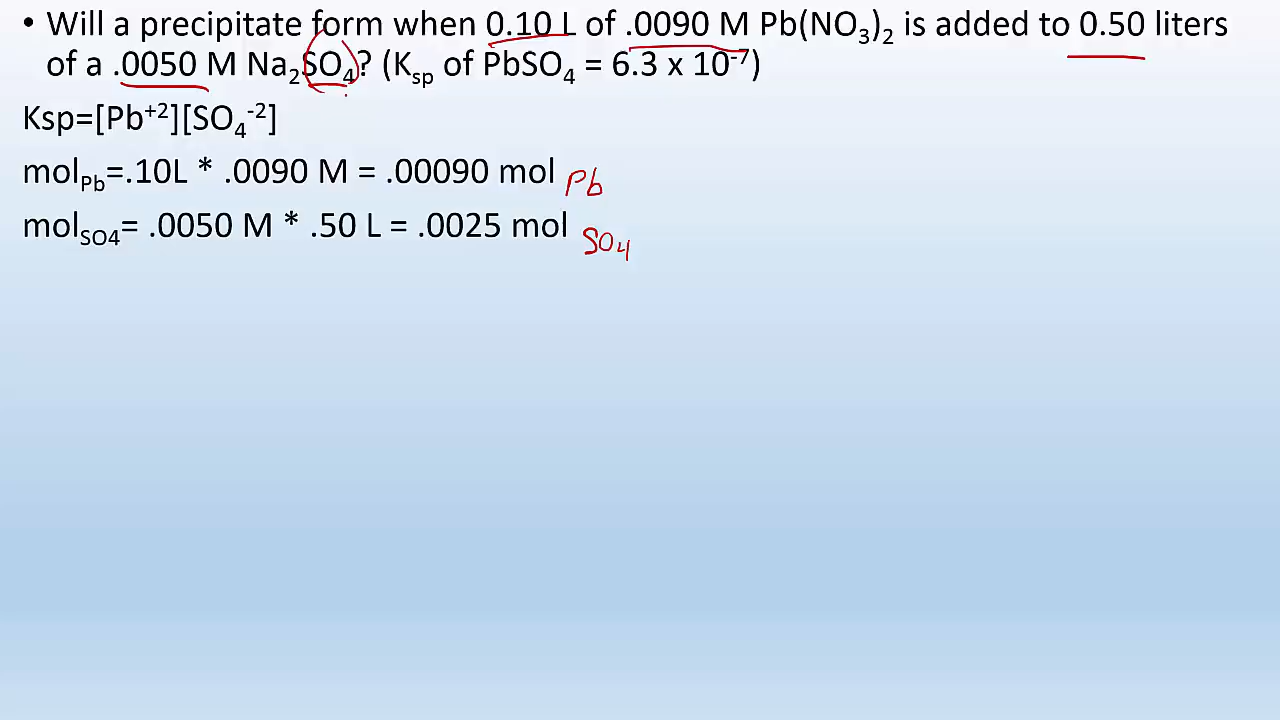 • Will a precipitate form when 0.10 L of .0090 M Pb(NO₃)₂ is added to 0.50 liters
of a .0050 M Na₂SO₄? (Kₛₚ of PbSO₄ = 6.3 x 10⁻⁷)
Ksp=[Pb⁺²][SO₄⁻²]
molPb=.10L * .0090 M = .00090 mol Pb
molSO4= .0050 M * .50 L = .0025 mol SO₄